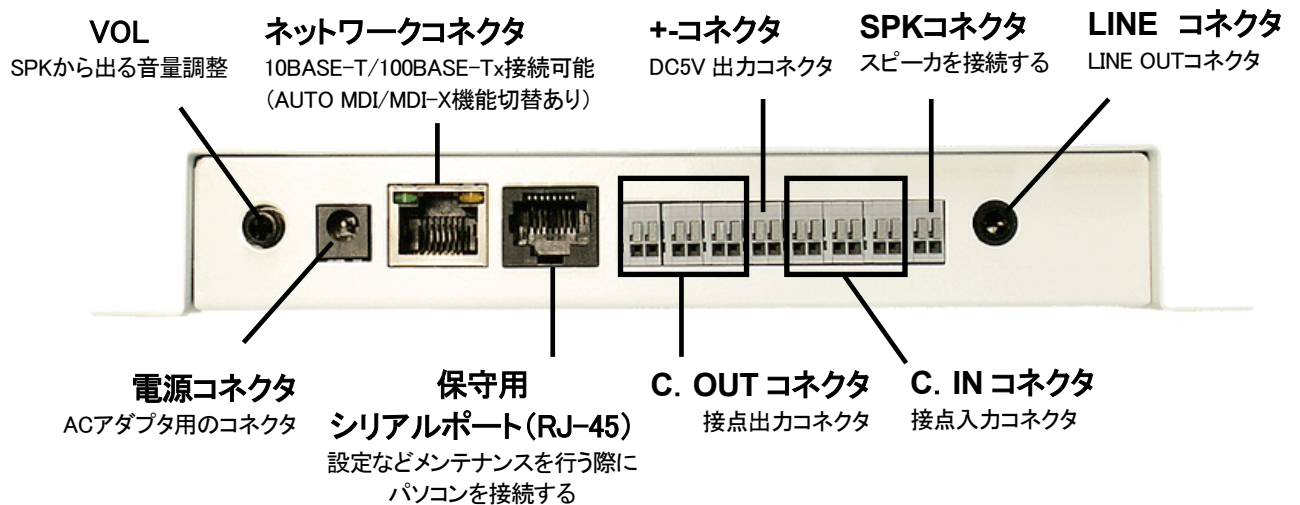 VOL
SPKから出る音量調整
ネットワークコネクタ
10BASE-T/100BASE-Tx接続可能
（AUTO MDI/MDI-X機能切替あり）
+-コネクタ
DC5V 出力コネクタ
SPKコネクタ
スピーカを接続する
LINE コネクタ
LINE OUTコネクタ
電源コネクタ
ACアダプタ用のコネクタ
保守用
シリアルポート（RJ-45）
設定などメンテナンスを行う際に
パソコンを接続する
C. OUT コネクタ
接点出力コネクタ
C. IN コネクタ
接点入力コネクタ